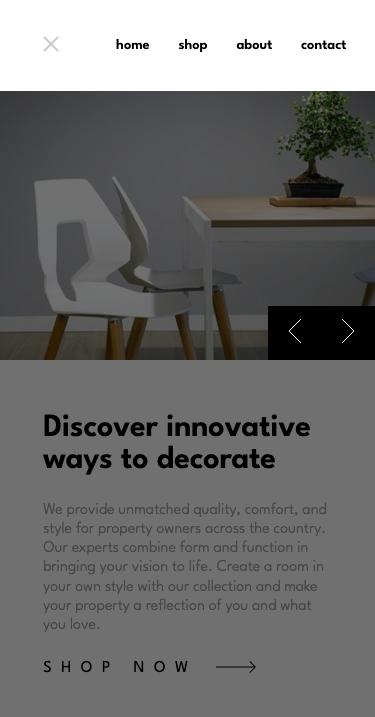 home shop about contact
Discover innovative
ways to decorate
We provide unmatched quality, comfort, and
style for property owners across the country.
Our experts combine form and function in
bringing your vision to life. Create a room in
your own style with our collection and make
your property a reflection of you and what
you love.
SHOP NOW